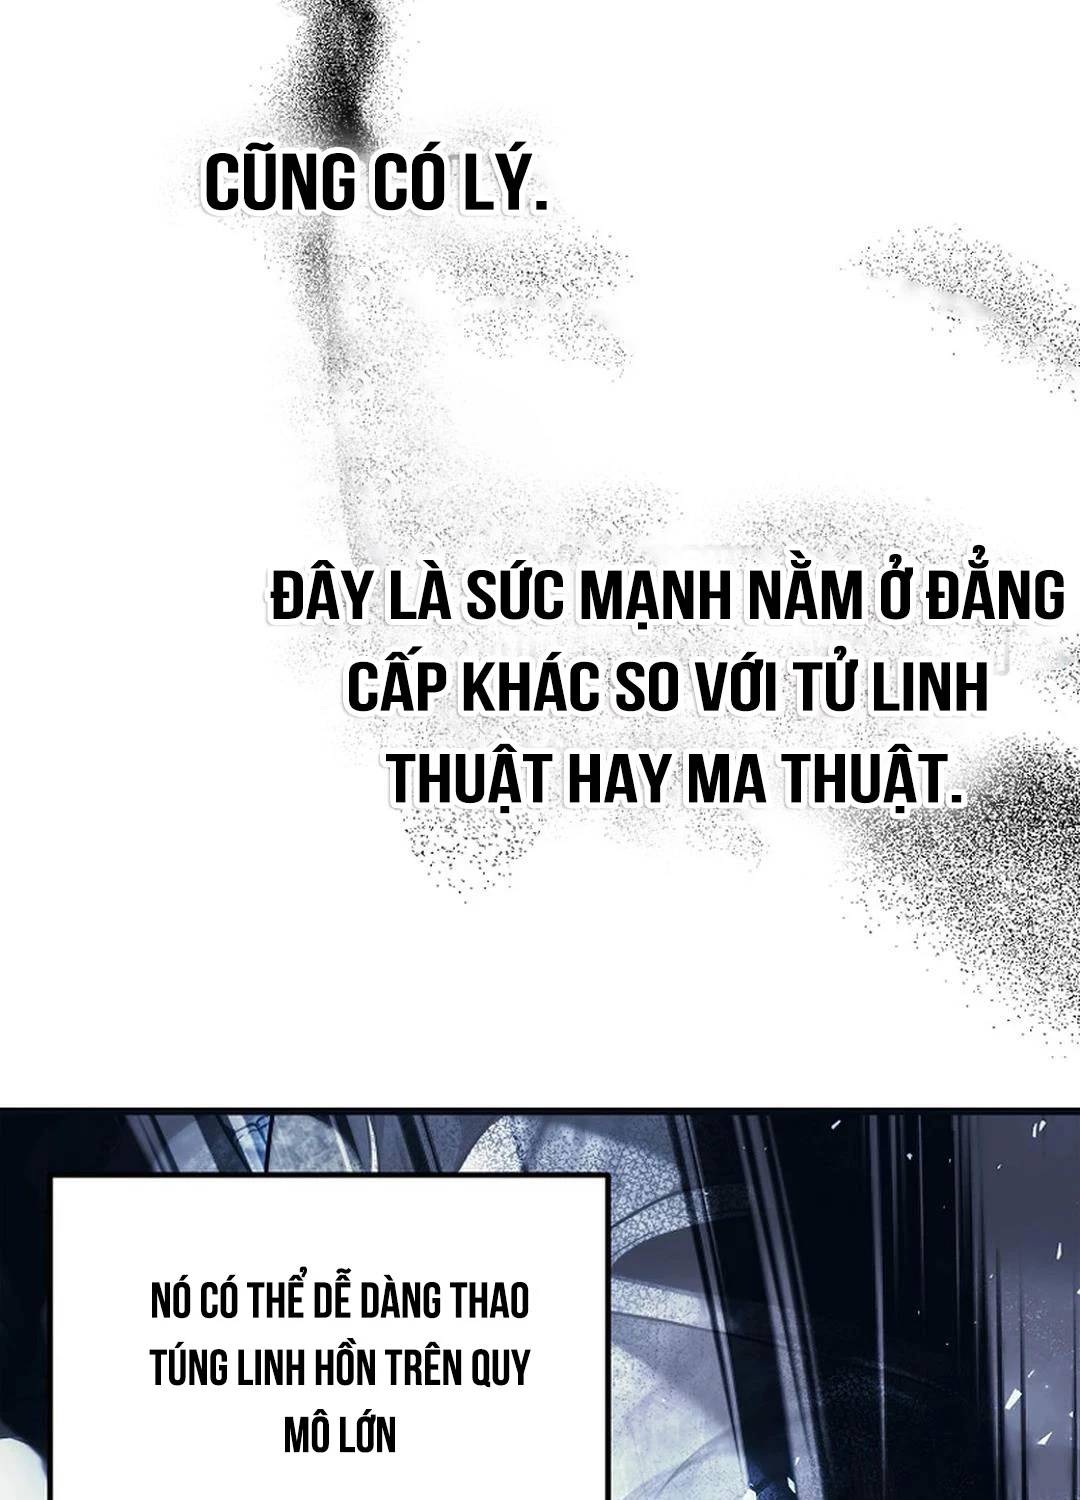 CŨNG CÓ LÝ.
ĐÂY LÀ SỨC MẠNH NẰM Ở ĐẲNG
CẤP KHÁC SO VỚI TỬ LINH
THUẬT HAY MA THUẬT.
NÓ CÓ THỂ DỄ DÀNG THAO
TÚNG LINH HỒN TRÊN QUY
MÔ LỚN